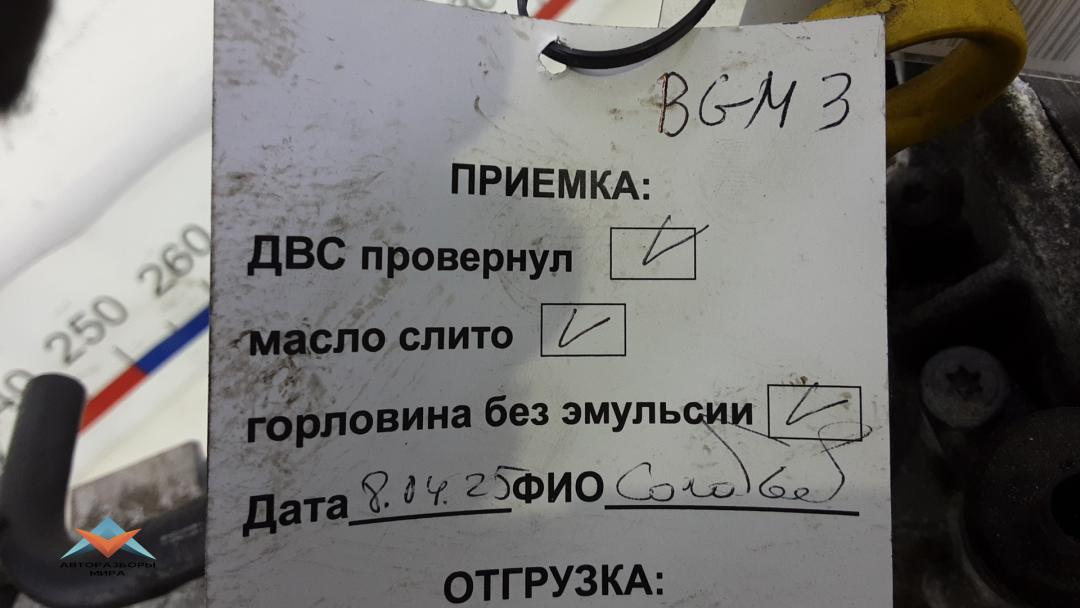 BGM 3
ПРИЕМКА:
ДВС провернул
масло слито
горловина без эмульсии
Дата 8.04.25 ФИО Соловьев
ОТГРУЗКА:
250
260
АВТОРАЗБОРЫ
МИРА